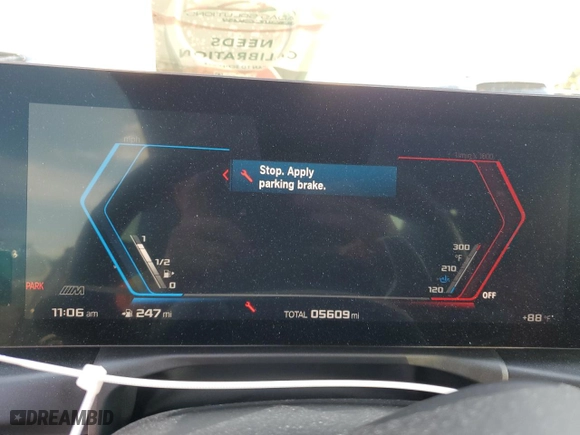 NEEDS
CALIBRATION
Stop. Apply
parking brake.
1
1/2
0
300
°F
210
120
PARK
M
OFF
11:06 am
247 mi
TOTAL 05609 mi
+88 °F
DREAMBID